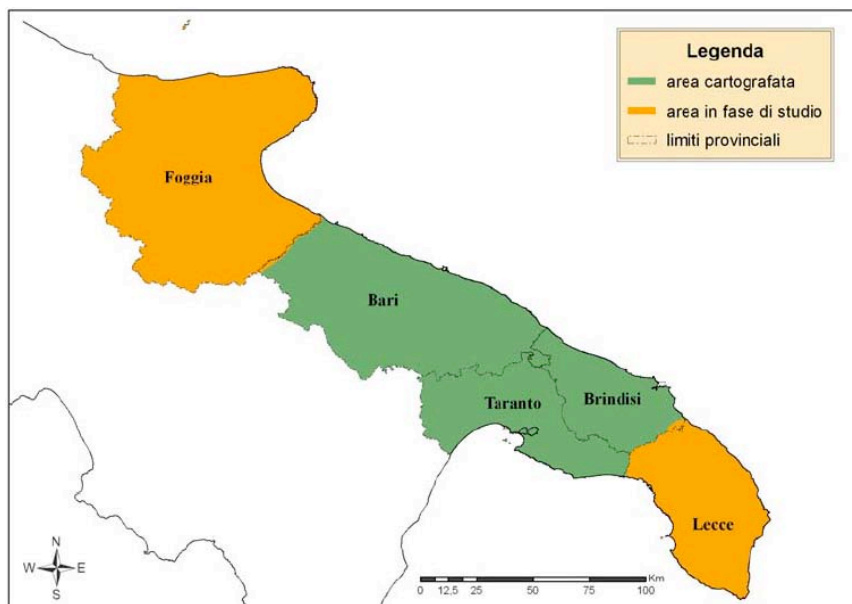 Legenda
area cartografata
area in fase di studio
limiti provinciali
Foggia
Bari
Taranto
Brindisi
Lecce
N
W E
S
Km
0 12,5 25 50 75 100